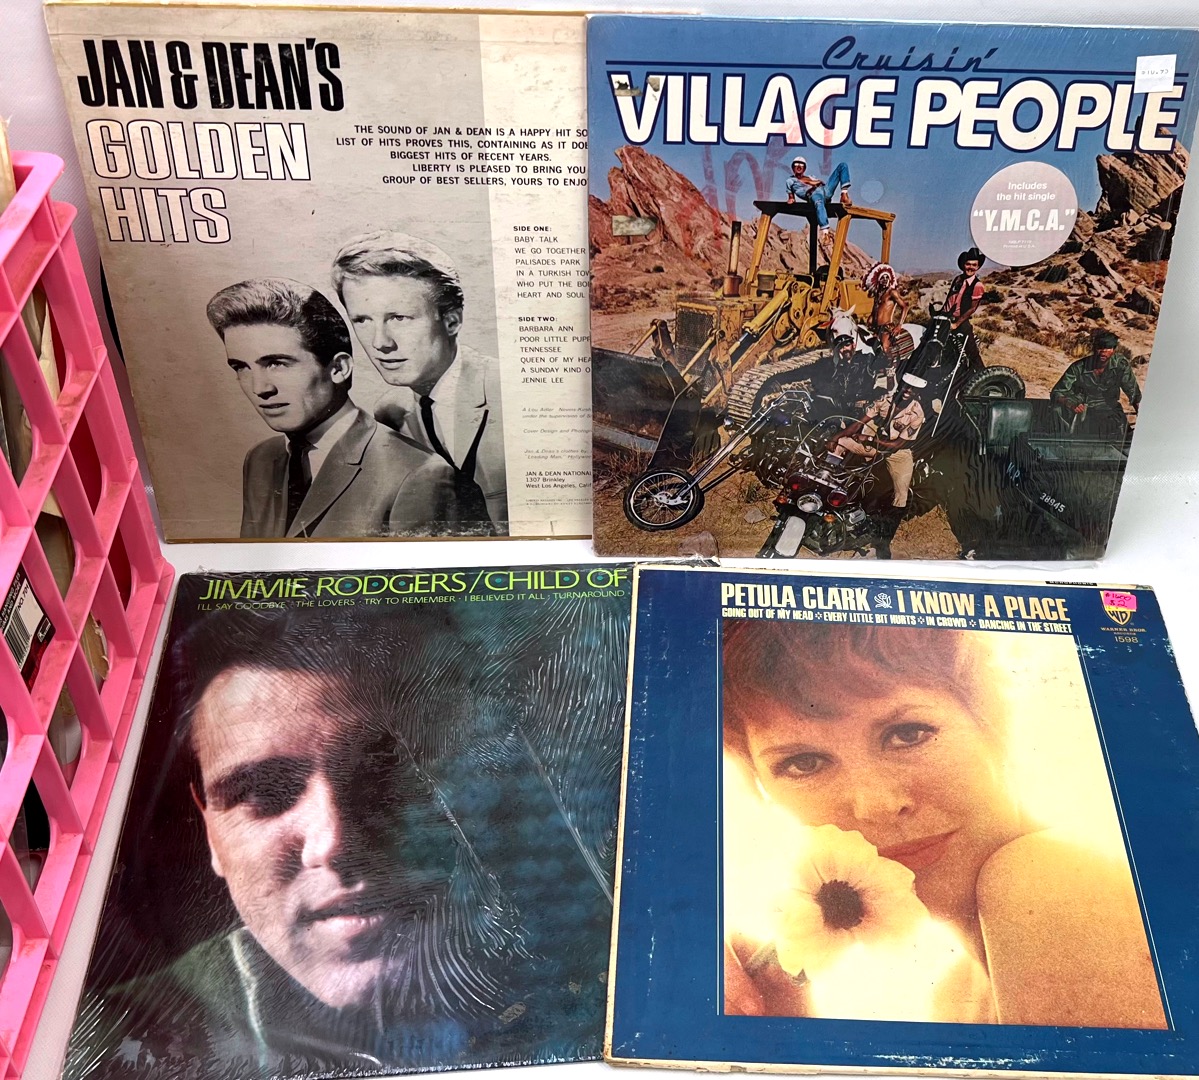 JAN & DEAN'S
GOLDEN
HITS
THE SOUND OF JAN & DEAN IS A HAPPY HIT SO
LIST OF HITS PROVES THIS, CONTAINING AS IT DOE
BIGGEST HITS OF RECENT YEARS.
LIBERTY IS PLEASED TO BRING YOU
GROUP OF BEST SELLERS, YOURS TO ENJO
SIDE ONE:
BABY TALK
WE GO TOGETHER
PALISADES PARK
IN A TURKISH TOW
WHO PUT THE BO
HEART AND SOUL
SIDE TWO:
BARBARA ANN
POOR LITTLE PUPP
TENNESSEE
QUEEN OF MY HEA
A SUNDAY KIND O
JENNIE LEE
JAN & DEAN NATIONAL
1307 Brinkley
West Los Angeles, Calif
Cruisin'
VILLAGE PEOPLE
Includes
the hit single
"Y.M.C.A."
38945
JIMMIE RODGERS/CHILD OF
I'LL SAY GOODBYE · THE LOVERS · TRY TO REMEMBER · I BELIEVED IT ALL · TURNAROUND ·
PETULA CLARK I KNOW A PLACE
GOING OUT OF MY HEAD EVERY LITTLE BIT HURTS IN CROWD DANCING IN THE STREET
WARNER BROS.
RECORDS
1598